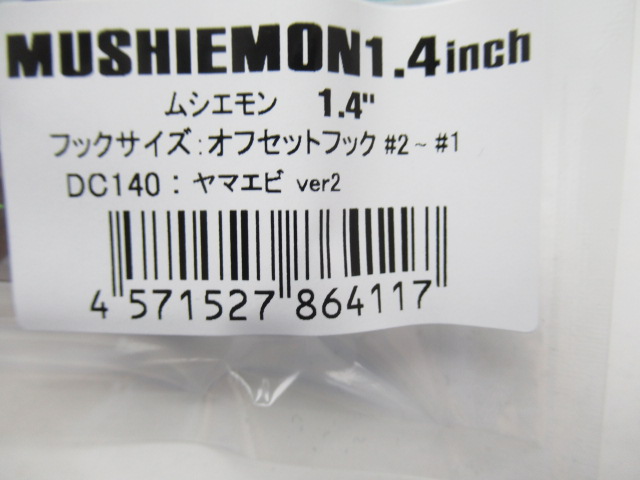 MUSHIEMON1.4inch
ムシエモン 1.4"
フックサイズ:オフセットフック #2~#1
DC140：ヤマエビ ver2
4 571527 864117